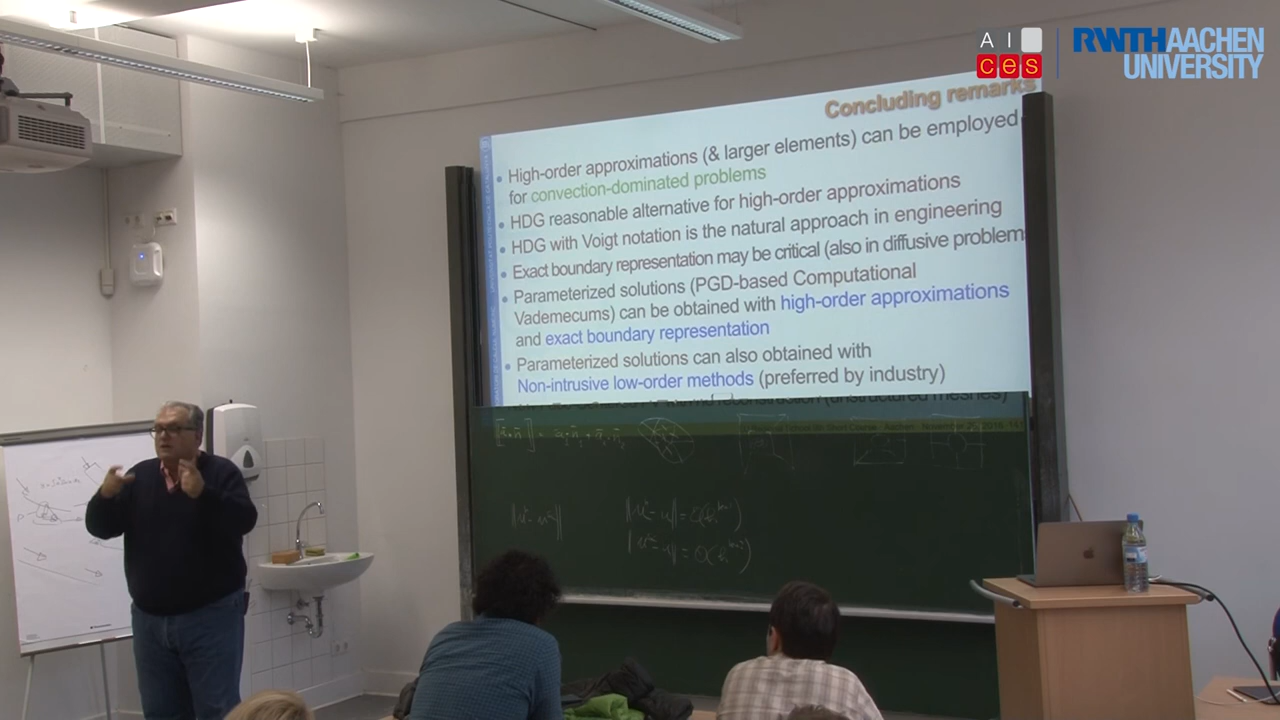 AI
ces
RWTH AACHEN
UNIVERSITY
Concluding remarks
• High-order approximations (& larger elements) can be employed
for convection-dominated problems
• HDG reasonable alternative for high-order approximations
• HDG with Voigt notation is the natural approach in engineering
• Exact boundary representation may be critical (also in diffusive problem
• Parameterized solutions (PGD-based Computational
Vademecums) can be obtained with high-order approximations
and exact boundary representation
• Parameterized solutions can also obtained with
Non-intrusive low-order methods (preferred by industry)
(unstructured meshes)